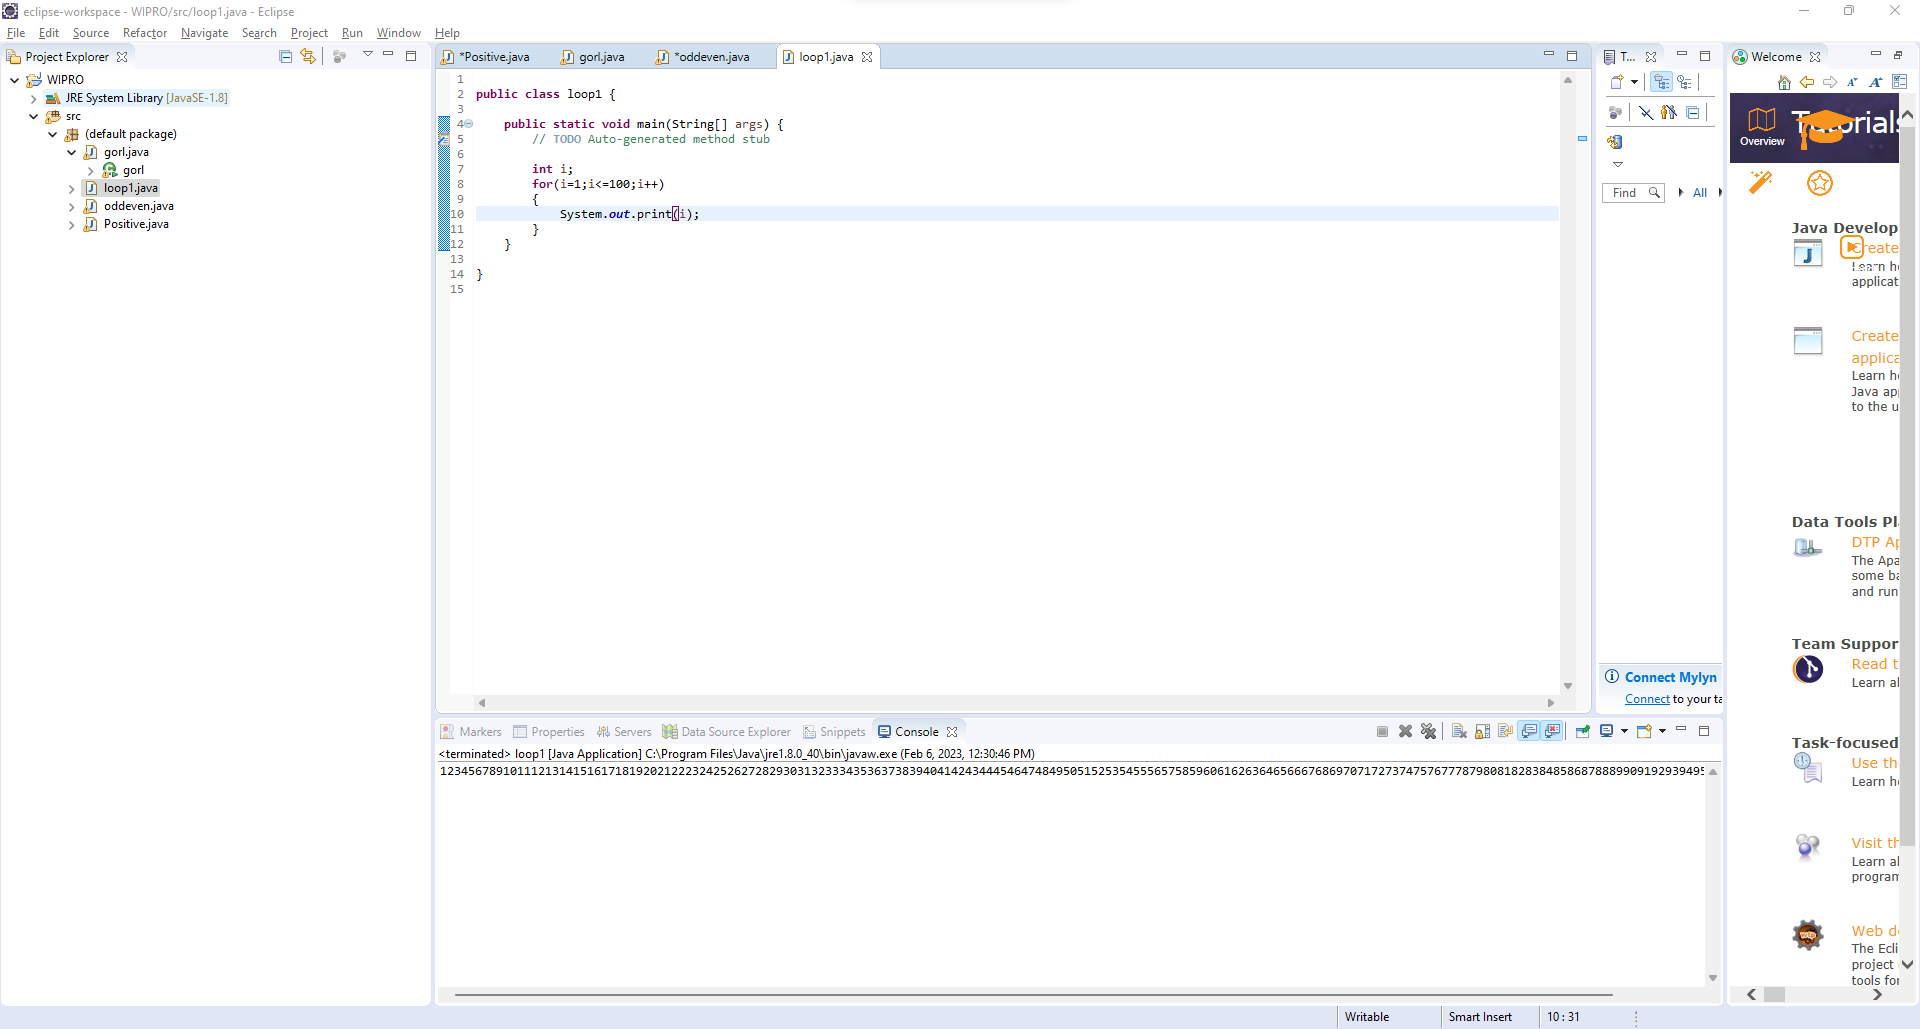 eclipse-workspace - WIPRO/src/loop1.java - Eclipse
File Edit Source Refactor Navigate Search Project Run Window Help
Project Explorer
WIPRO
JRE System Library [JavaSE-1.8]
src
(default package)
gorl.java
gorl
loop1.java
oddeven.java
Positive.java
*Positive.java gorl.java *oddeven.java loop1.java
1
2 public class loop1 {
3
4 public static void main(String[] args) {
5 // TODO Auto-generated method stub
6
7 int i;
8 for(i=1;i<=100;i++)
9 {
10 System.out.print(i);
11 }
12 }
13
14 }
15
T...
Find All
Connect Mylyn
Connect to your ta
Welcome
Tutorials
Overview
Java Develop
Create
Learn h
applicat
Create
applica
Learn h
Java ap
to the u
Data Tools Pl
DTP Ap
The Apa
some ba
and run
Team Suppor
Read t
Learn al
Task-focused
Use th
Learn h
Visit th
Learn al
program
wtp
Web de
The Ecli
project
tools for
Markers Properties Servers Data Source Explorer Snippets Console
<terminated> loop1 [Java Application] C:\Program Files\Java\jre1.8.0_40\bin\javaw.exe (Feb 6, 2023, 12:30:46 PM)
1234567891011121314151617181920212223242526272829303132333435363738394041424344454647484950515253545556575859606162636465666768697071727374757677787980818283848586878889909192939495
Writable Smart Insert 10 : 31